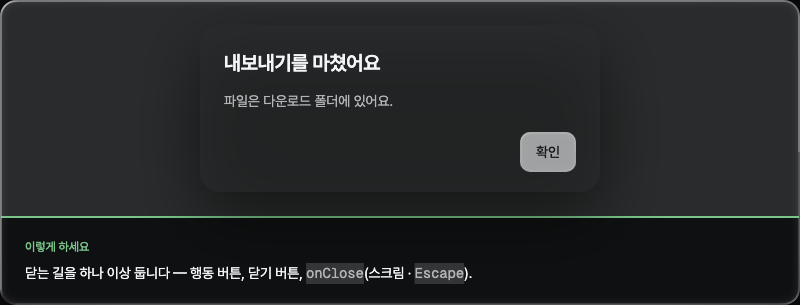 내보내기를 마쳤어요
파일은 다운로드 폴더에 있어요.
확인
이렇게 하세요
닫는 길을 하나 이상 둡니다 — 행동 버튼, 닫기 버튼, onClose(스크림 · Escape).